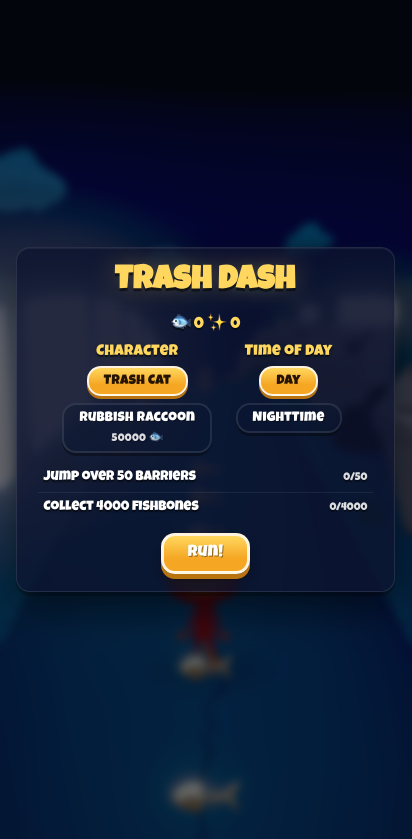 TRASH DASH
🐟 0 ✨ 0
CHARACTER
TIME OF DAY
TRASH CAT
DAY
RUBBISH RACCOON
50000 🐟
NIGHTTIME
JUMP OVER 50 BARRIERS
0/50
COLLECT 4000 FISHBONES
0/4000
RUN!